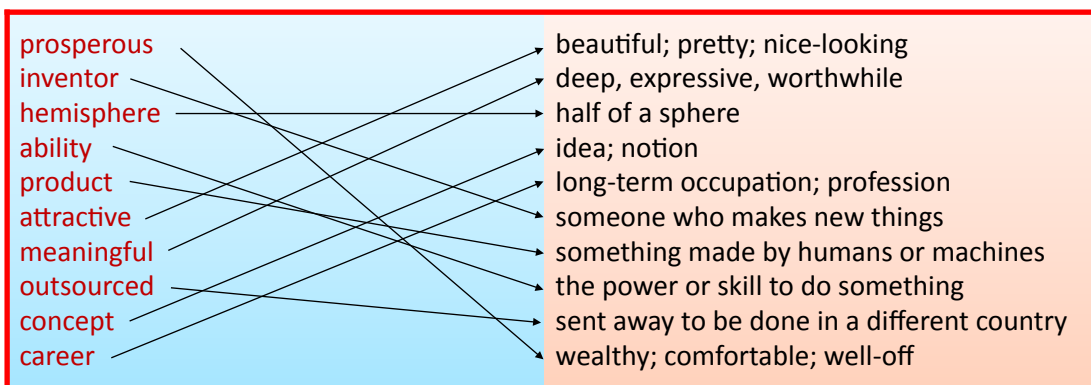 prosperous
inventor
hemisphere
ability
product
attractive
meaningful
outsourced
concept
career
beautiful; pretty; nice-looking
deep, expressive, worthwhile
half of a sphere
idea; notion
long-term occupation; profession
someone who makes new things
something made by humans or machines
the power or skill to do something
sent away to be done in a different country
wealthy; comfortable; well-off